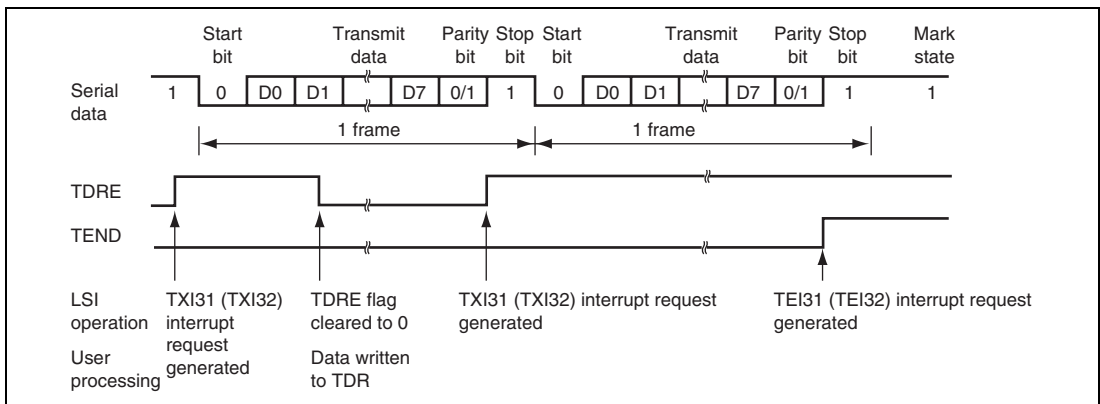 Start bit Transmit data Parity bit Stop bit Start bit Transmit data Parity bit Stop bit Mark state
Serial data 1 0 D0 D1 D7 0/1 1 0 D0 D1 D7 0/1 1 1
1 frame 1 frame
TDRE
TEND
LSI operation
TXI31 (TXI32) interrupt request generated
TDRE flag cleared to 0
TXI31 (TXI32) interrupt request generated
TEI31 (TEI32) interrupt request generated
User processing
Data written to TDR